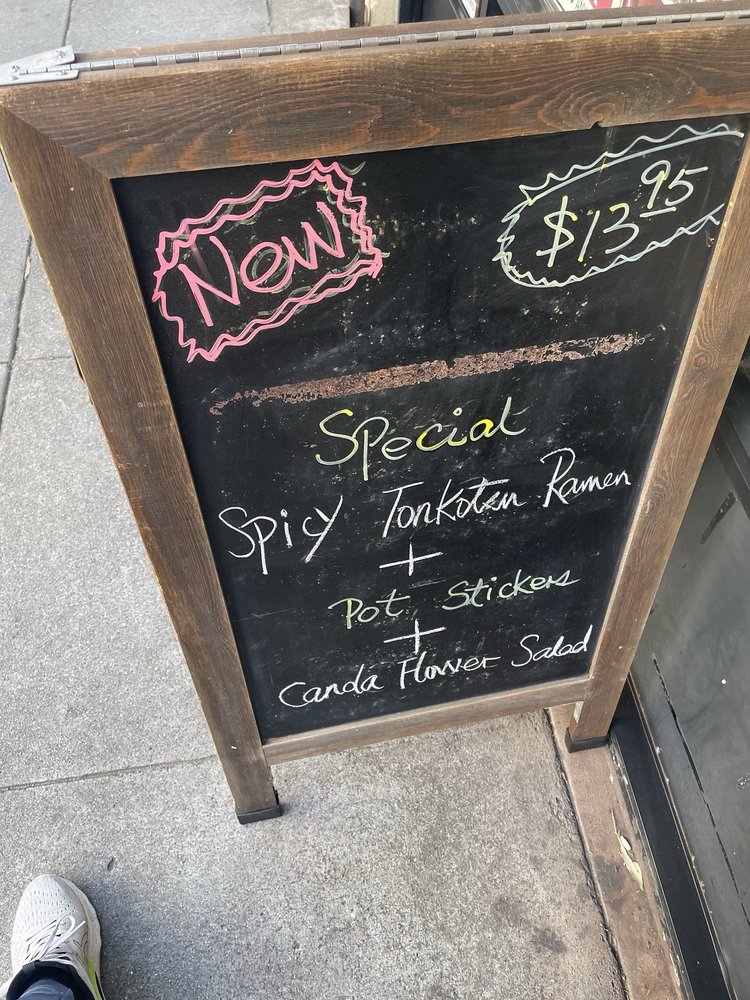 New
$13.95
Special
Spicy Tonkotsu Ramen
+
Pot Stickers
+
Canda Flower Salad